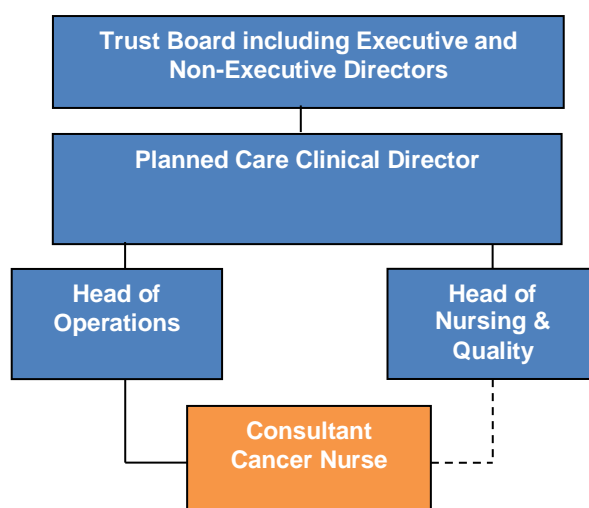 Trust Board including Executive and
Non-Executive Directors
Planned Care Clinical Director
Head of
Operations
Head of
Nursing &
Quality
Consultant
Cancer Nurse